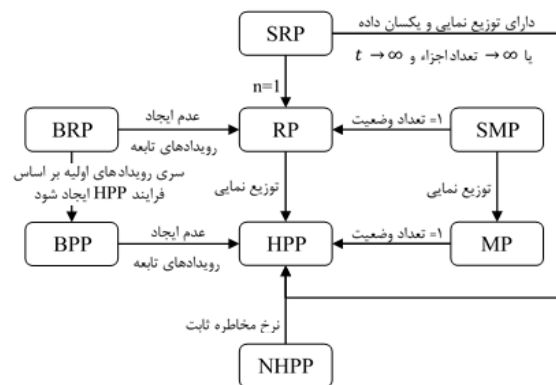 SRP
دارای توزیع نمایی و یکسان داده
یا ∞ → تعداد اجزاء و t → ∞
n=1
BRP
عدم ایجاد
رویدادهای تابعه
RP
تعداد وضعیت =۱
SMP
سری رویدادهای اولیه بر اساس
فرایند HPP ایجاد شود
توزیع نمایی
توزیع نمایی
BPP
عدم ایجاد
رویدادهای تابعه
HPP
تعداد وضعیت =۱
MP
نرخ مخاطره ثابت
NHPP